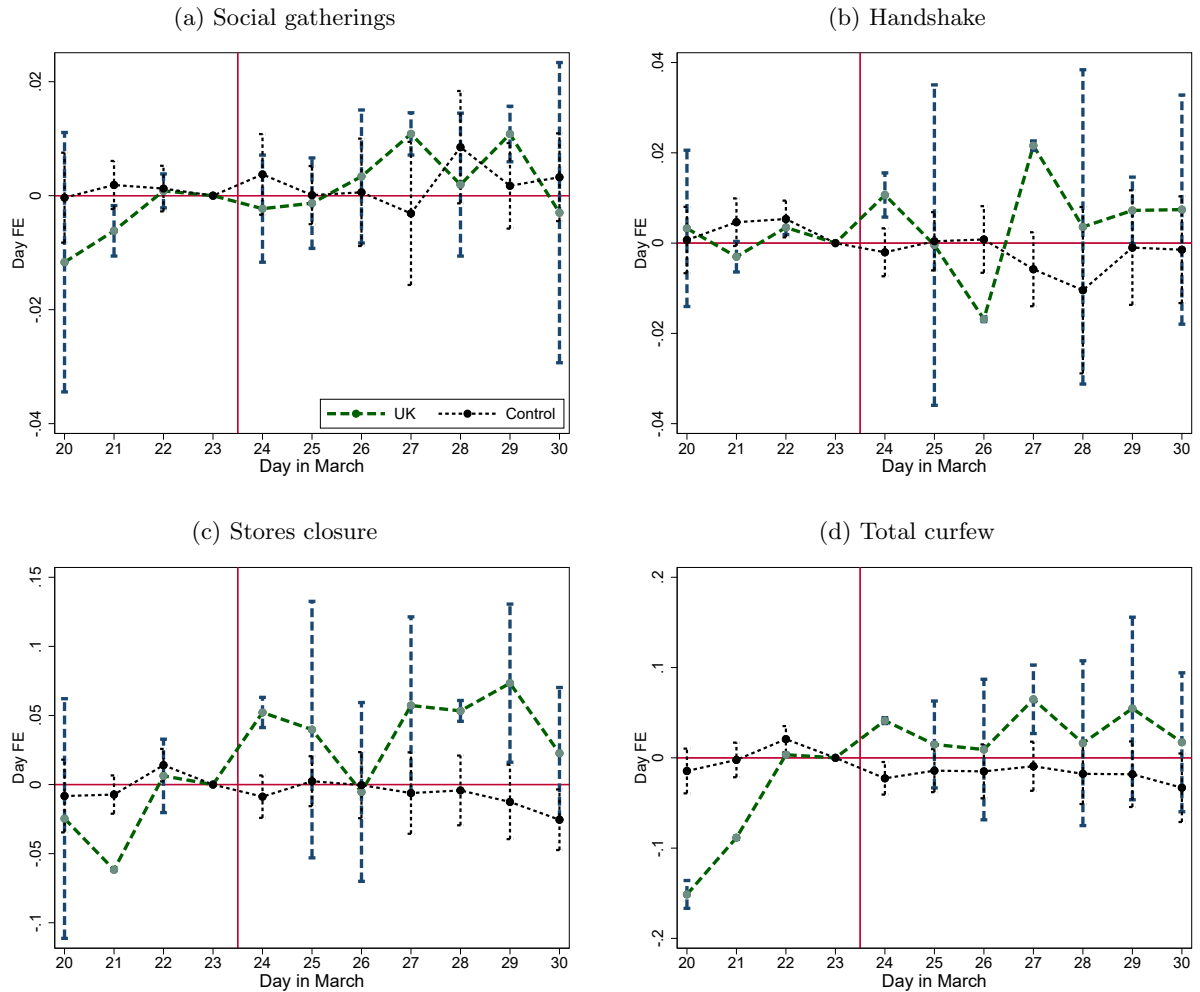 (a) Social gatherings
.02
0
-.02
-.04
Day FE
UK
Control
20 21 22 23 24 25 26 27 28 29 30
Day in March
(b) Handshake
.04
.02
0
-.02
-.04
Day FE
20 21 22 23 24 25 26 27 28 29 30
Day in March
(c) Stores closure
.15
.1
.05
0
-.05
-.1
Day FE
20 21 22 23 24 25 26 27 28 29 30
Day in March
(d) Total curfew
.2
.1
0
-.1
-.2
Day FE
20 21 22 23 24 25 26 27 28 29 30
Day in March